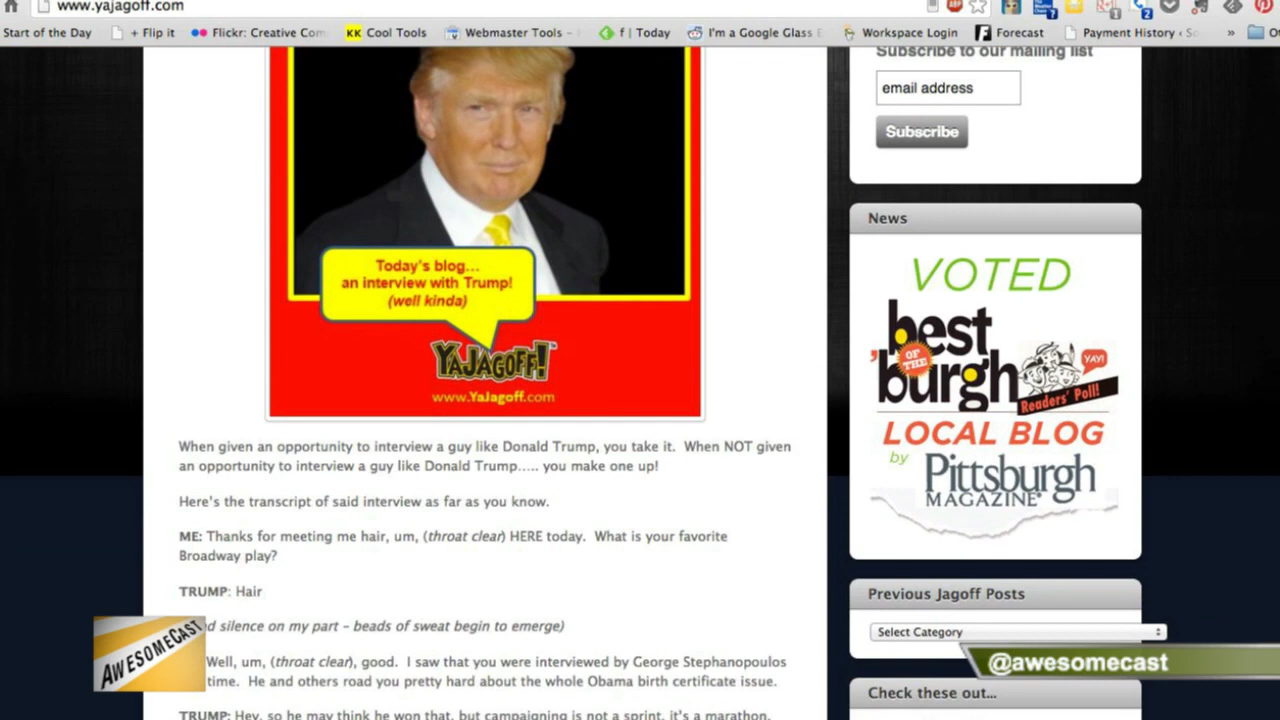 www.yajagoff.com
Start of the Day
+ Flip it
Flickr: Creative Com
KK Cool Tools
Webmaster Tools -
f | Today
I'm a Google Glass E
Workspace Login
Forecast
Payment History ‹ So
»
Today's blog...
an interview with Trump!
(well kinda)
YAJAGOFF!™
www.YaJagoff.com
When given an opportunity to interview a guy like Donald Trump, you take it. When NOT given
an opportunity to interview a guy like Donald Trump….. you make one up!
Here's the transcript of said interview as far as you know.
ME: Thanks for meeting me hair, um, (throat clear) HERE today. What is your favorite
Broadway play?
TRUMP: Hair
d silence on my part – beads of sweat begin to emerge)
Well, um, (throat clear), good. I saw that you were interviewed by George Stephanopoulos
time. He and others road you pretty hard about the whole Obama birth certificate issue.
TRUMP: Hey, so he may think he won that, but campaigning is not a sprint, it's a marathon.
Subscribe to our mailing list
email address
Subscribe
News
VOTED
best
OF THE
'burgh
YAY!
Readers' Poll!
LOCAL BLOG
by Pittsburgh
MAGAZINE
Previous Jagoff Posts
Select Category
Check these out...
AWESOMECAST
@awesomecast